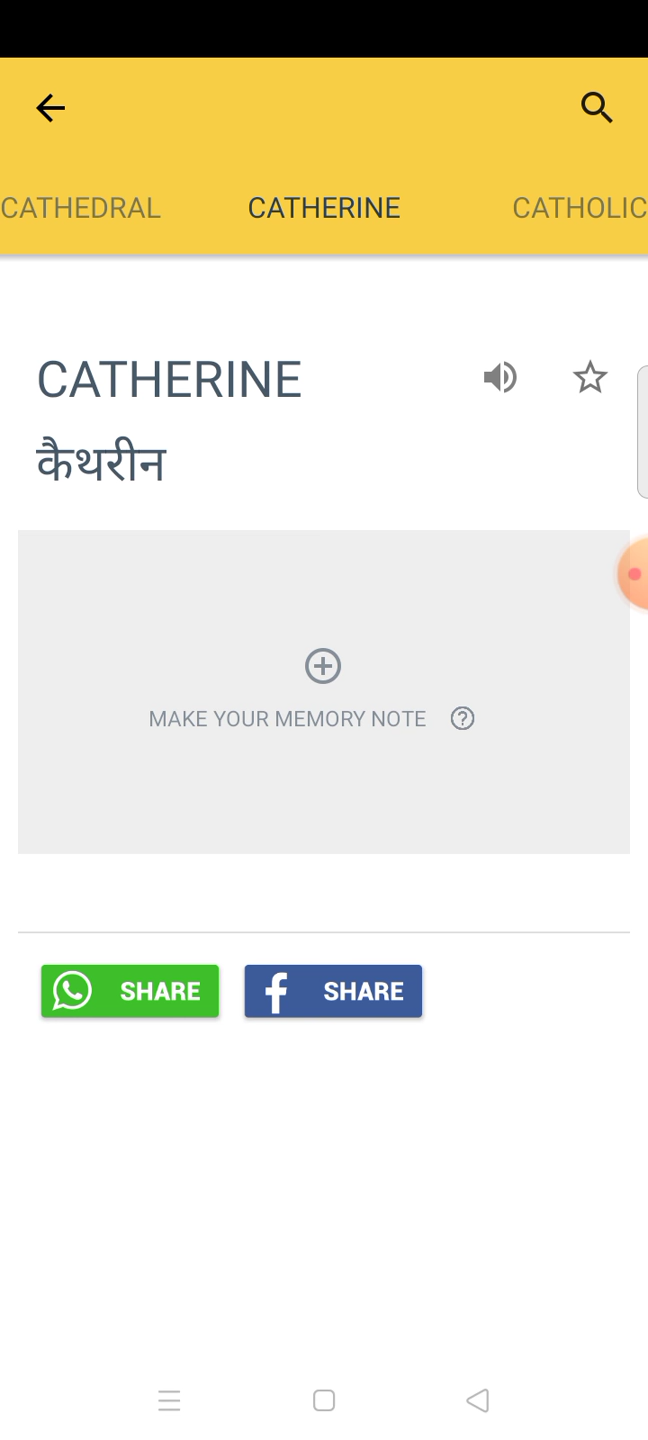 CATHEDRAL CATHERINE CATHOLIC
CATHERINE
कैथरीन
MAKE YOUR MEMORY NOTE ?
SHARE f SHARE